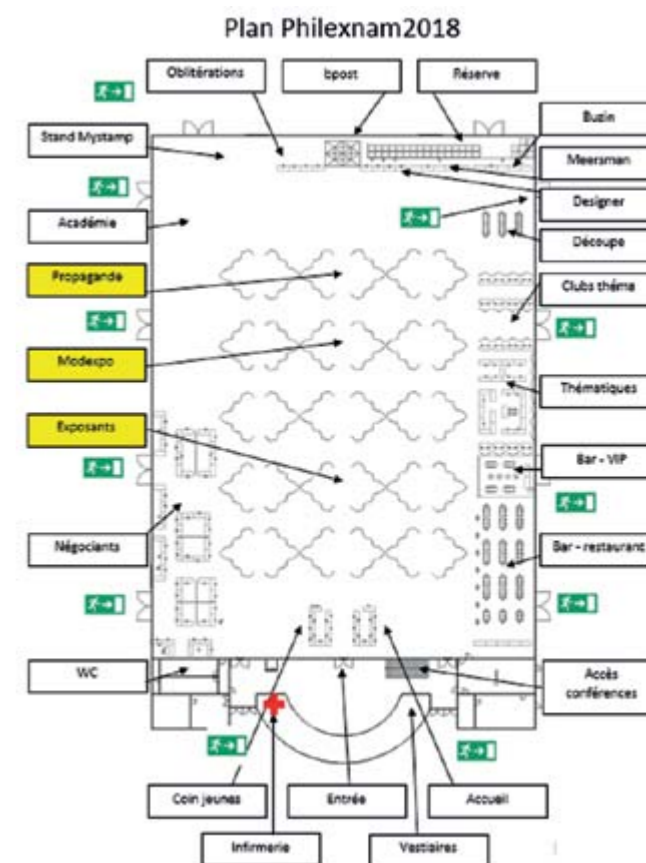 Plan Philexnam2018
Oblitérations
bpost
Réserve
Stand Mystamp
Buzin
Meersman
Académie
Designer
Découpe
Propagande
Clubs théma
Modexpo
Thématiques
Exposants
Bar - VIP
Négociants
Bar - restaurant
WC
Accès
conférences
Coin jeunes
Entrée
Accueil
Infirmerie
Vestiaires